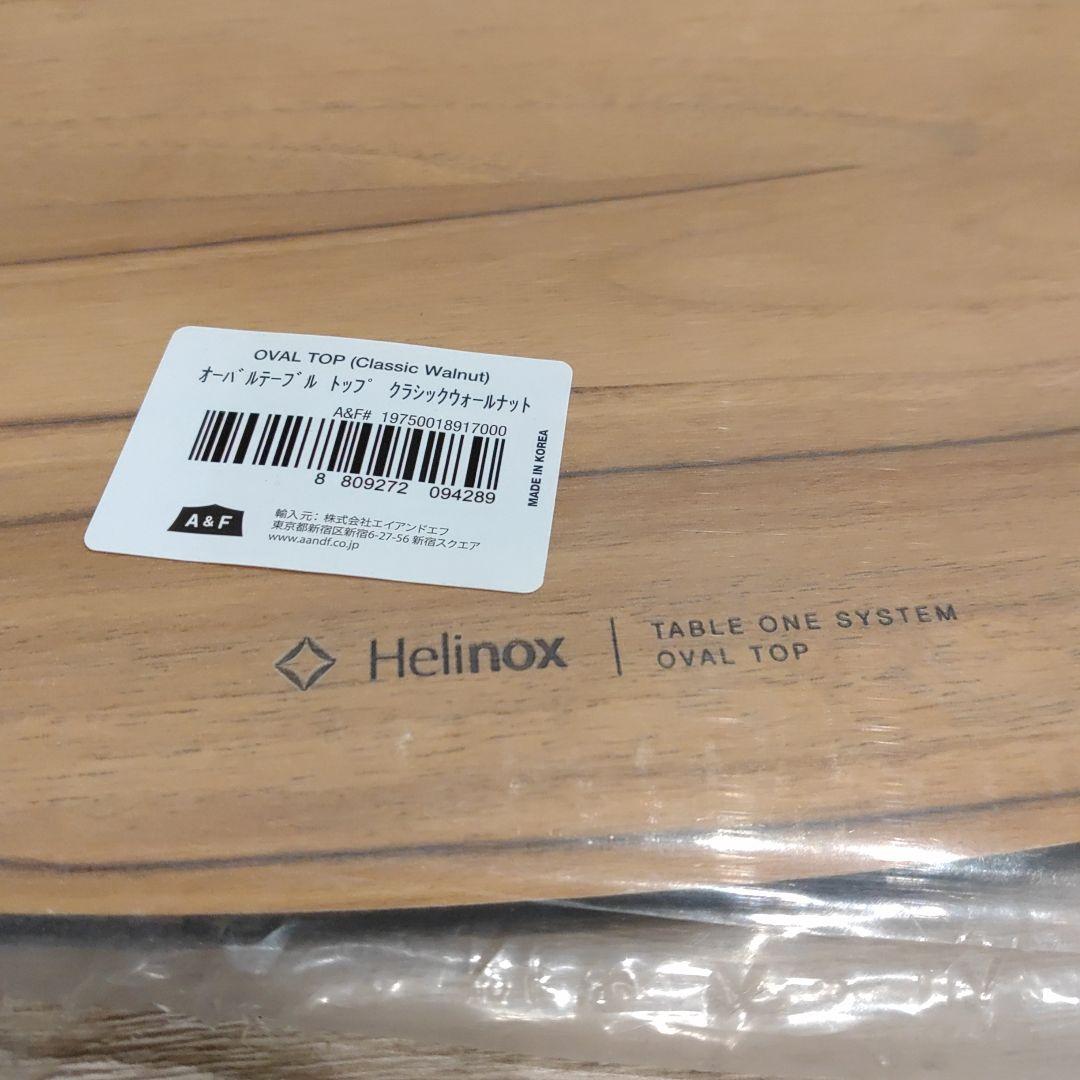 OVAL TOP (Classic Walnut)
オーバルテーブル トップ クラシックウォールナット
A&F# 19750018917000
8 809272 094289
MADE IN KOREA
A&F
輸入元: 株式会社エイアンドエフ
東京都新宿区新宿6-27-56 新宿スクエア
www.aandf.co.jp
Helinox
TABLE ONE SYSTEM
OVAL TOP